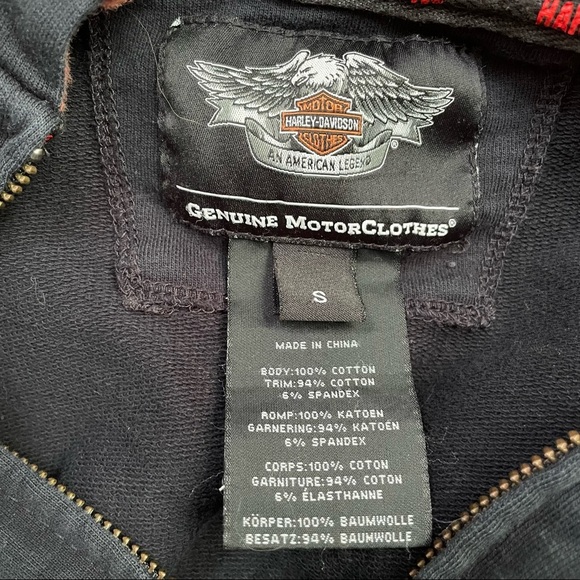 HA
MOTOR
HARLEY-DAVIDSON
CLOTHES
®
AN AMERICAN LEGEND
GENUINE MOTORCLOTHES®
S
MADE IN CHINA
BODY:100% COTTON
TRIM:94% COTTON
6% SPANDEX
ROMP:100% KATOEN
GARNERING:94% KATOEN
6% SPANDEX
CORPS:100% COTON
GARNITURE:94% COTON
6% ÉLASTHANNE
KÖRPER:100% BAUMWOLLE
BESATZ:94% BAUMWOLLE